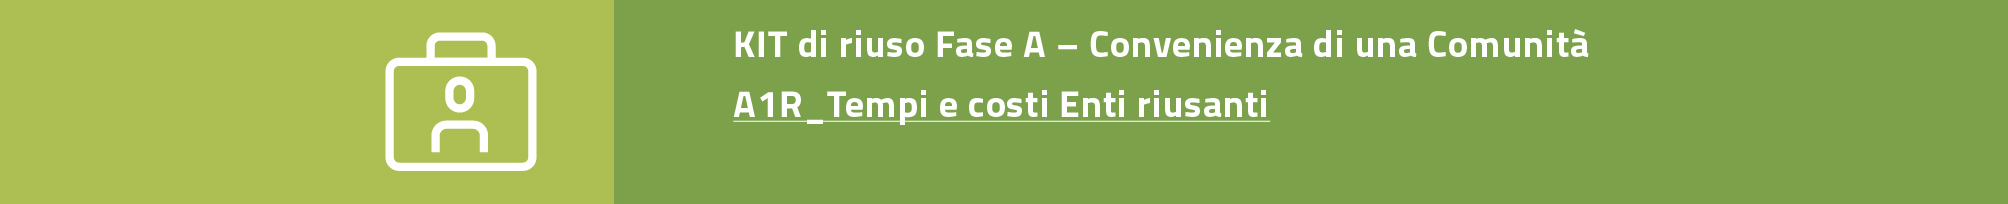 KIT di riuso Fase A – Convenienza di una Comunità
A1R_Tempi e costi Enti riusanti